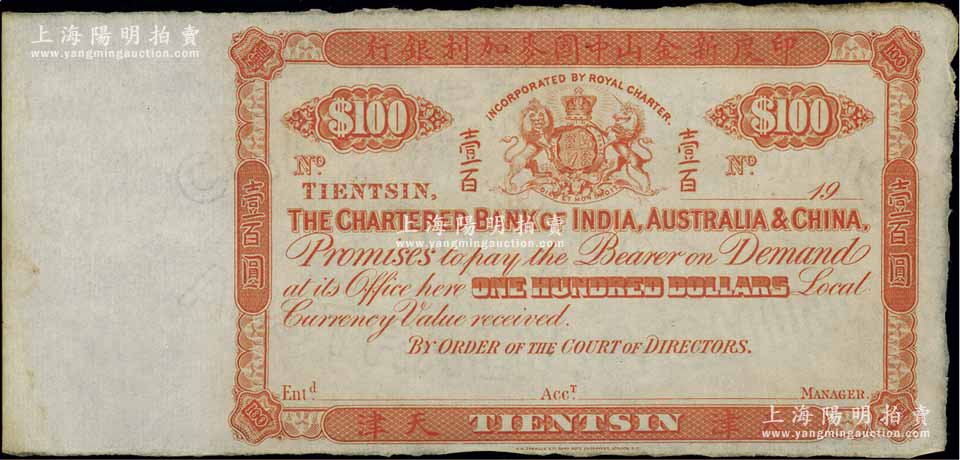 上海陽明拍賣
www.yangmingauction.com
行銀利加泰國中山金新度印
100
INCORPORATED BY ROYAL CHARTER.
$100
$100
壹百
壹百
Nº
Nº
TIENTSIN,
19
DIEU ET MON DROIT
THE CHARTERED BANK OF INDIA, AUSTRALIA & CHINA,
上海陽明拍賣
www.yangmingauction.com
Promises to pay the Bearer on Demand
at its Office here ONE HUNDRED DOLLARS Local
Currency Value received.
BY ORDER OF THE COURT OF DIRECTORS.
壹百圓
壹百圓
Entd.
AccT.
MANAGER.
100
津 天
TIENTSIN
津
上海陽明拍賣
www.yangmingauction.com